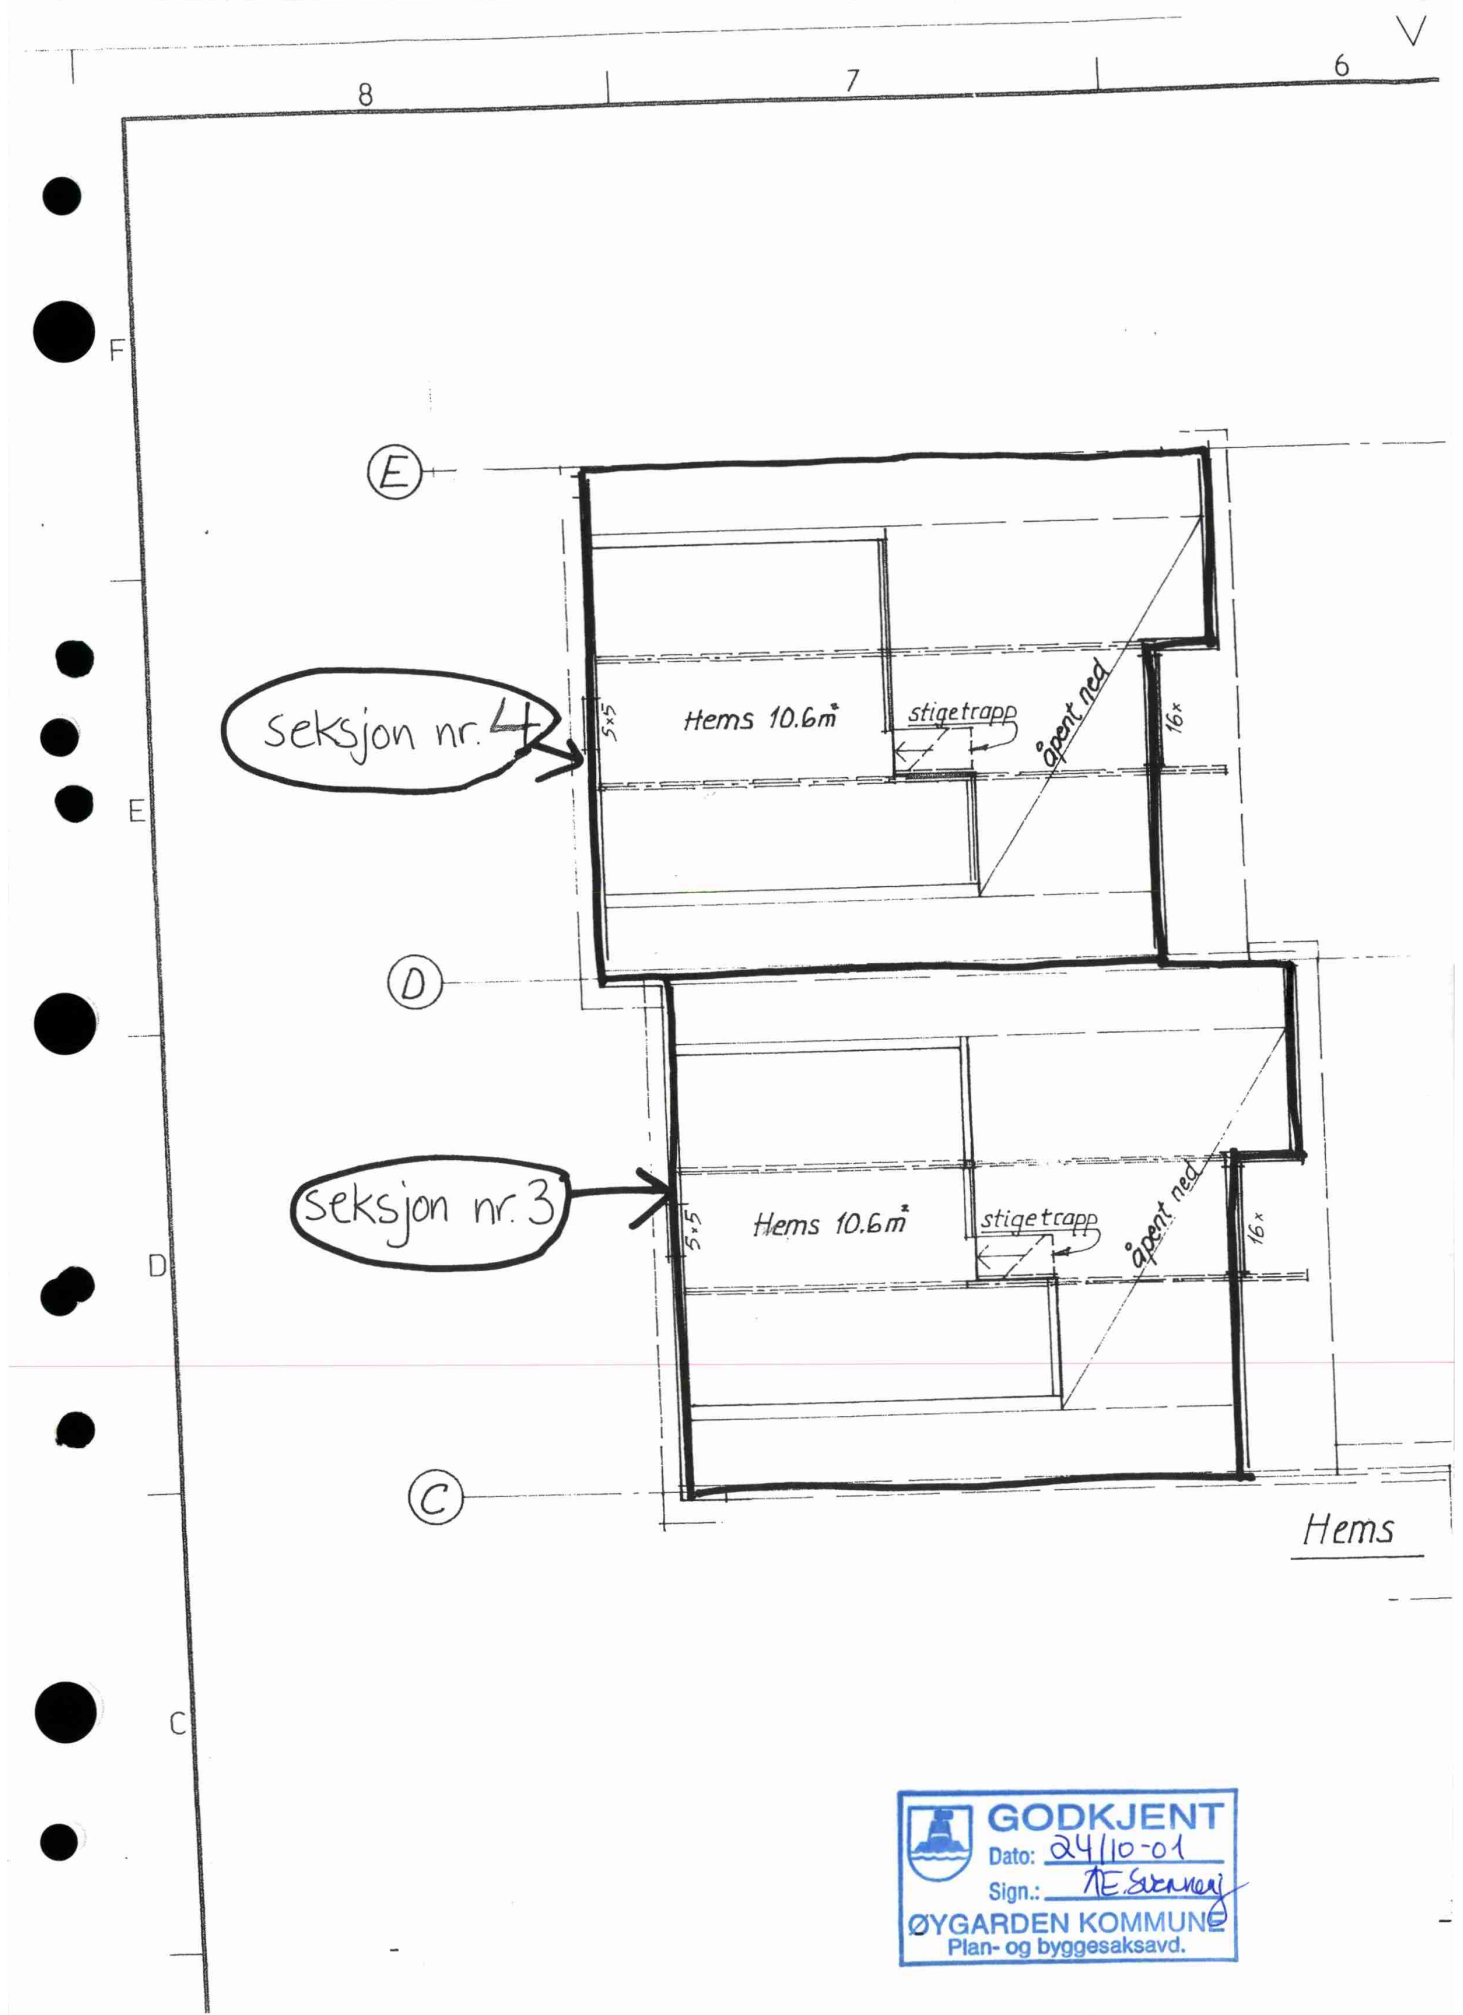 8
7
6
F
E
seksjon nr. 4
5x5
Hems 10.6m²
stigetrapp
åpent ned
16x
E
D
seksjon nr. 3
5x5
Hems 10.6m²
stigetrapp
åpent ned
16x
D
C
Hems
C
GODKJENT
Dato: 24/10-01
Sign.:
ØYGARDEN KOMMUNE
Plan- og byggesaksavd.